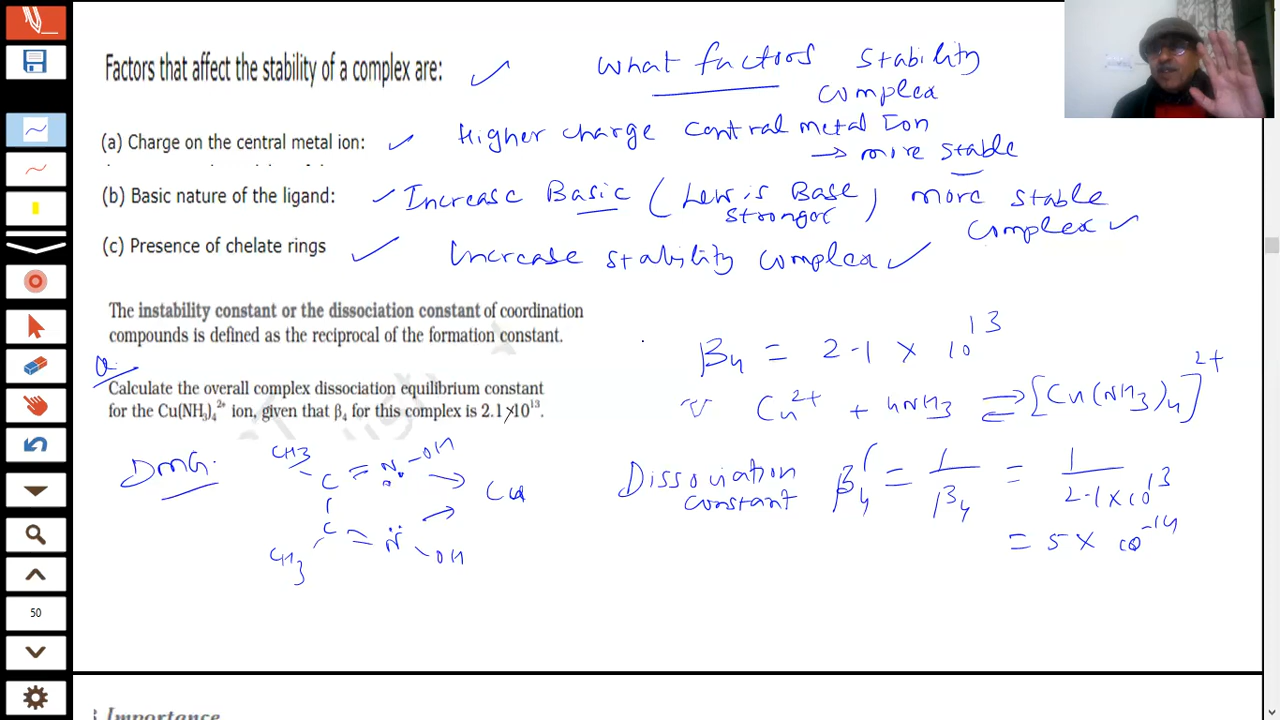 Factors that affect the stability of a complex are:
What factors stability
complex
(a) Charge on the central metal ion:
Higher charge central metal Ion
→ more stable
(b) Basic nature of the ligand:
Increase Basic (Lewis Base) more stable
stronger
complex
(c) Presence of chelate rings
Increase stability complex
The instability constant or the dissociation constant of coordination
compounds is defined as the reciprocal of the formation constant.
β4 = 2.1 × 10^13
Q.
Calculate the overall complex dissociation equilibrium constant
for the Cu(NH3)4^2+ ion, given that β4 for this complex is 2.1×10^13.
∵ Cu^2+ + 4NH3 ⇌ [Cu(NH3)4]^2+
DMG.
CH3
C = N - OH
→ Cu
C = N - OH
CH3
Dissociation
constant β4' = 1/β4 = 1/2.1×10^13
= 5 × 10^-14
50
Importance